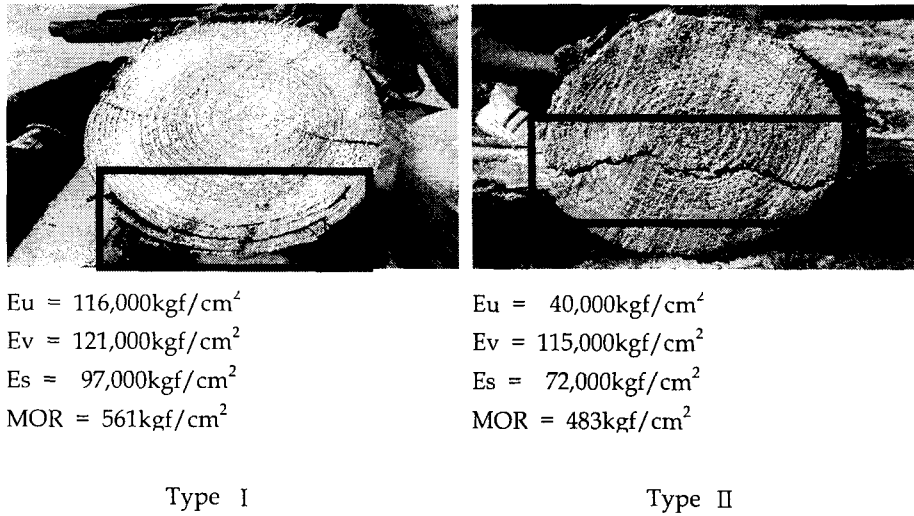 Eu = 116,000kgf/cm²
Ev = 121,000kgf/cm²
Es = 97,000kgf/cm²
MOR = 561kgf/cm²
Type Ⅰ
Eu = 40,000kgf/cm²
Ev = 115,000kgf/cm²
Es = 72,000kgf/cm²
MOR = 483kgf/cm²
Type Ⅱ